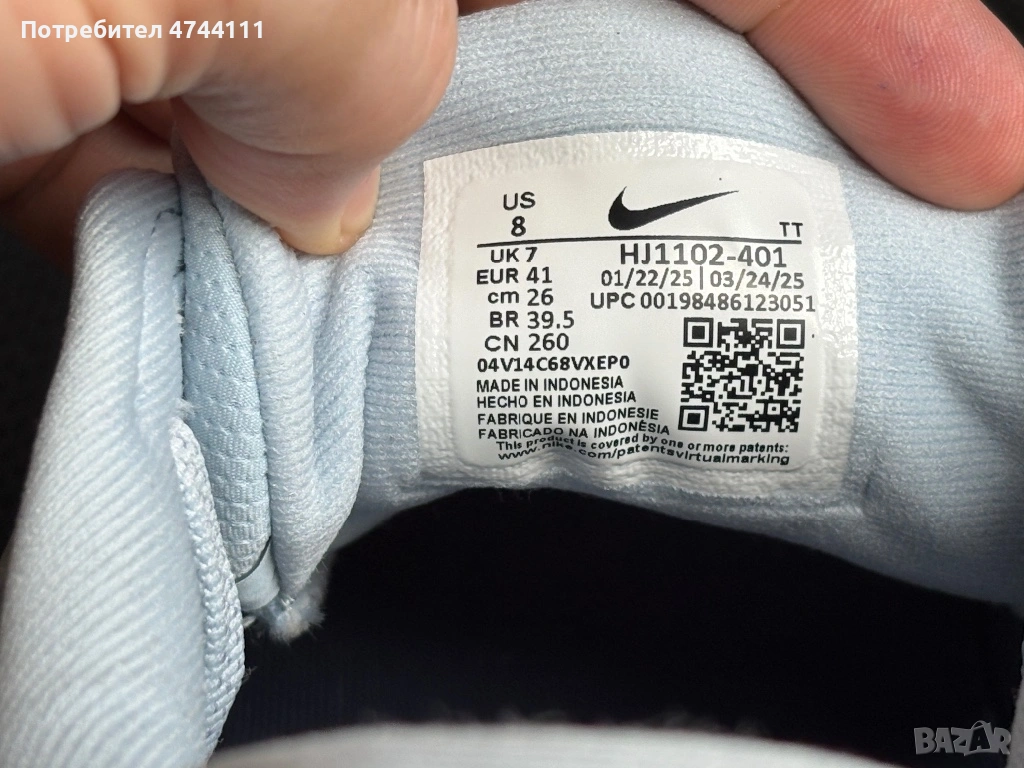 Потребител 4744111
US
8
TT
UK 7
HJ1102-401
EUR 41
01/22/25 | 03/24/25
cm 26
UPC 00198486123051
BR 39.5
CN 260
04V14C68VXEP0
MADE IN INDONESIA
HECHO EN INDONESIA
FABRIQUE EN INDONESIE
FABRICADO NA INDONÉSIA
This product is covered by one or more patents:
www.nike.com/patentsvirtualmarking
BAZAR